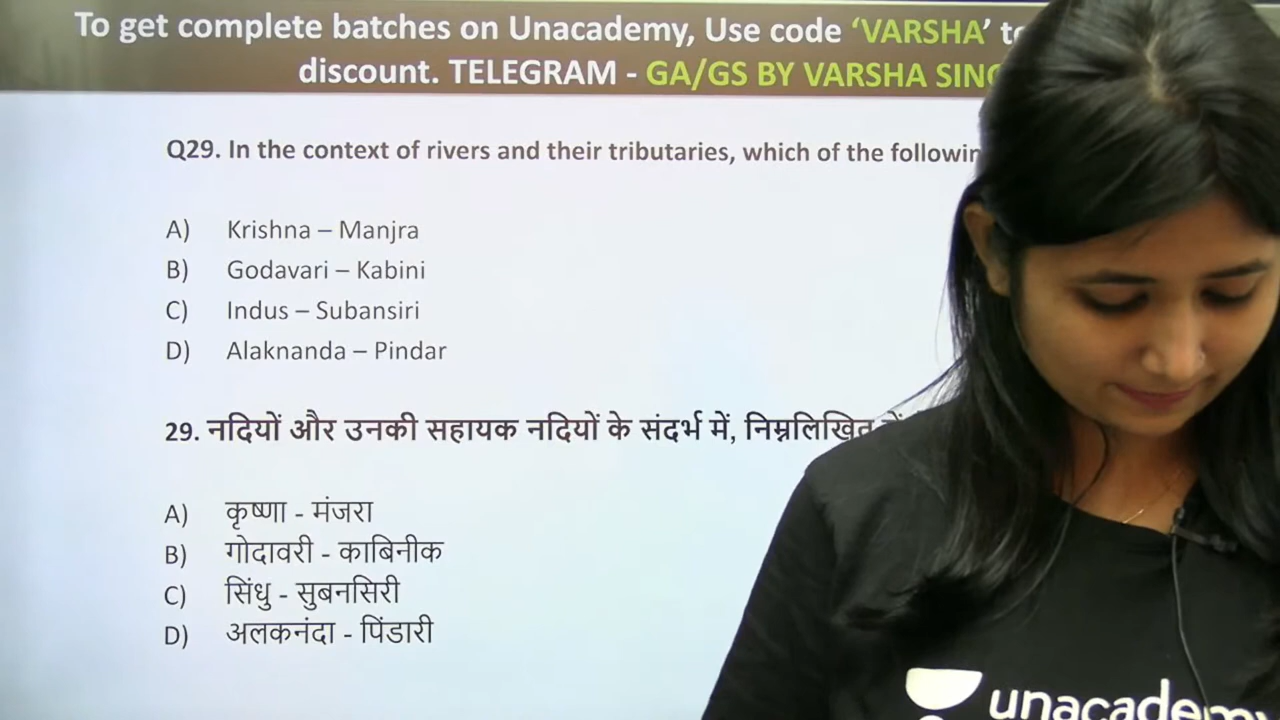 To get complete batches on Unacademy, Use code ‘VARSHA’ to
discount. TELEGRAM - GA/GS BY VARSHA SING
Q29. In the context of rivers and their tributaries, which of the
A) Krishna – Manjra
B) Godavari – Kabini
C) Indus – Subansiri
D) Alaknanda – Pindar
29. नदियों और उनकी सहायक नदियों के संदर्भ में, निम्नलिखित
A) कृष्णा - मंजरा
B) गोदावरी - काबिनीक
C) सिंधु - सुबनसिरी
D) अलकनंदा - पिंडारी
unacademy